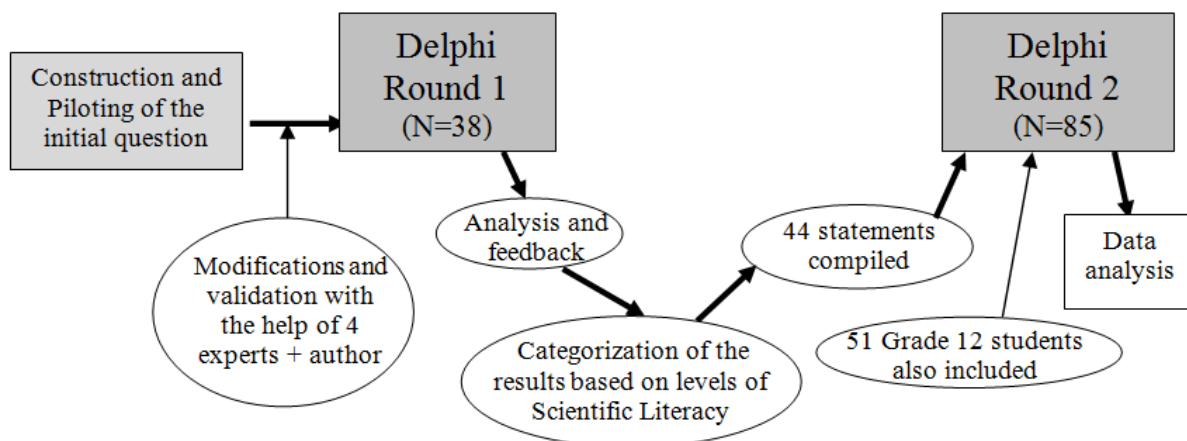 Construction and
Piloting of the
initial question
Delphi
Round 1
(N=38)
Modifications and
validation with
the help of 4
experts + author
Analysis and
feedback
Categorization of the
results based on levels of
Scientific Literacy
44 statements
compiled
51 Grade 12 students
also included
Delphi
Round 2
(N=85)
Data
analysis